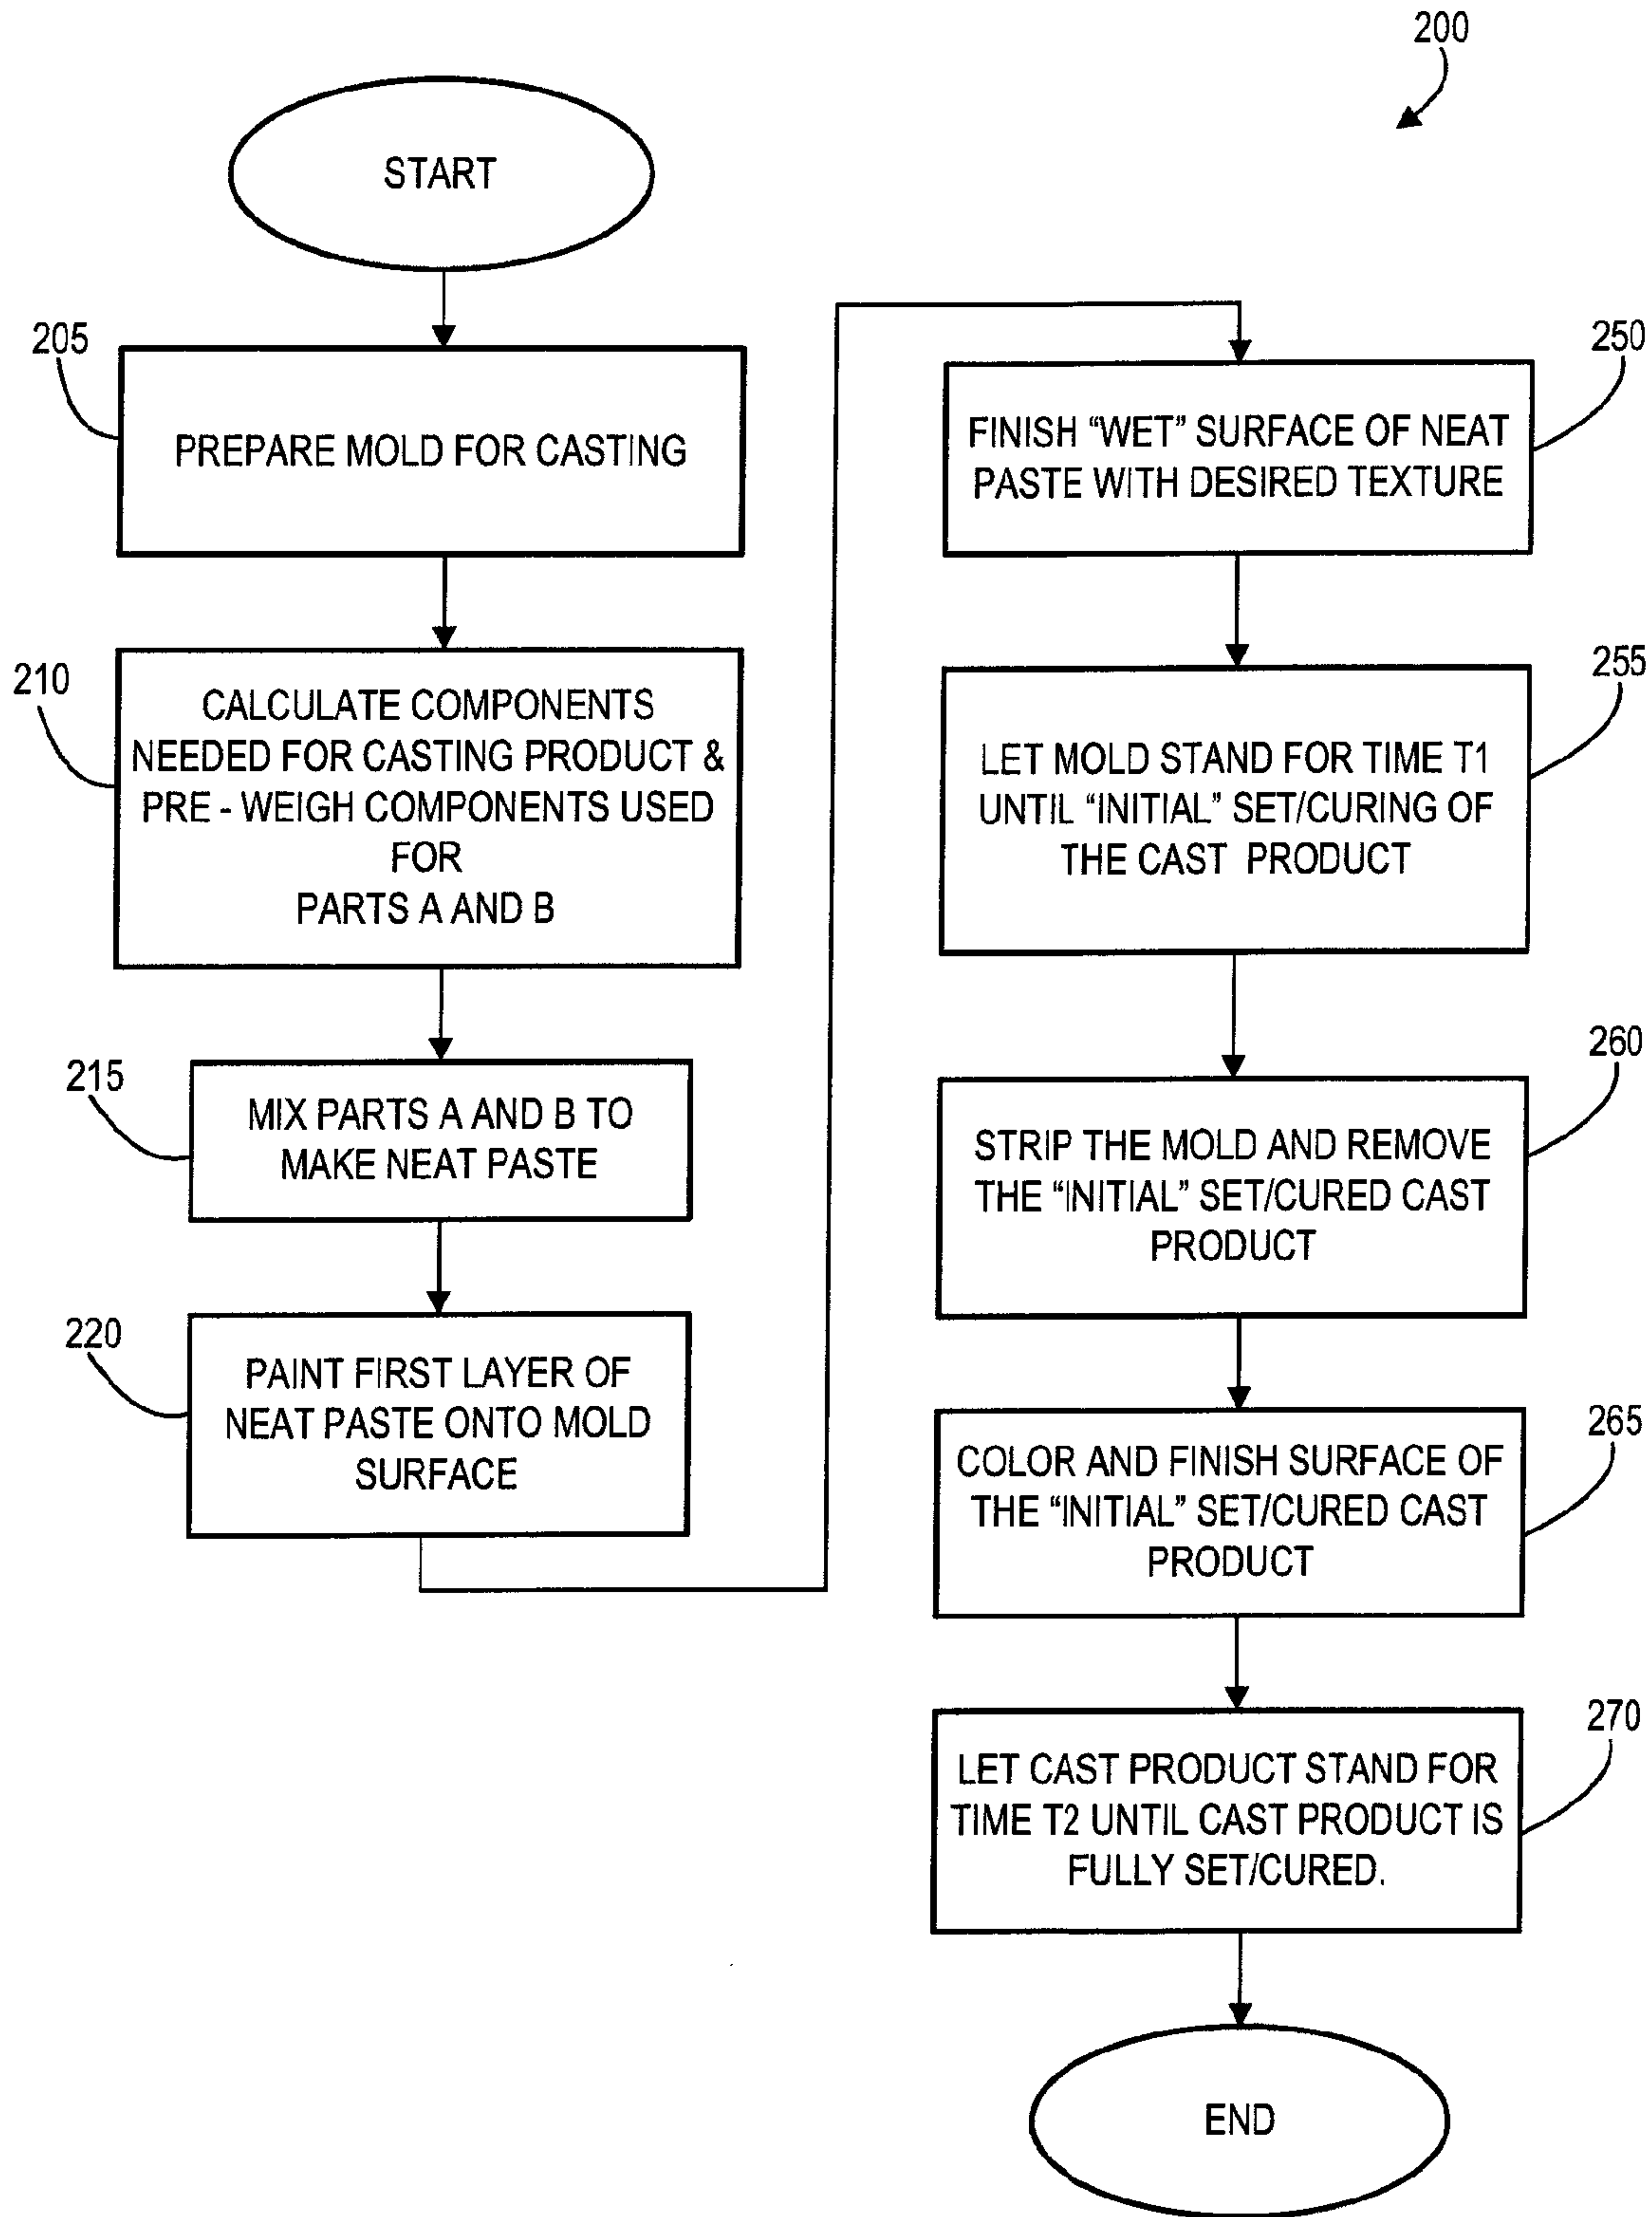 200
START
205
PREPARE MOLD FOR CASTING
210
CALCULATE COMPONENTS
NEEDED FOR CASTING PRODUCT &
PRE - WEIGH COMPONENTS USED
FOR
PARTS A AND B
215
MIX PARTS A AND B TO
MAKE NEAT PASTE
220
PAINT FIRST LAYER OF
NEAT PASTE ONTO MOLD
SURFACE
250
FINISH “WET” SURFACE OF NEAT
PASTE WITH DESIRED TEXTURE
255
LET MOLD STAND FOR TIME T1
UNTIL “INITIAL” SET/CURING OF
THE CAST PRODUCT
260
STRIP THE MOLD AND REMOVE
THE “INITIAL” SET/CURED CAST
PRODUCT
265
COLOR AND FINISH SURFACE OF
THE “INITIAL” SET/CURED CAST
PRODUCT
270
LET CAST PRODUCT STAND FOR
TIME T2 UNTIL CAST PRODUCT IS
FULLY SET/CURED.
END